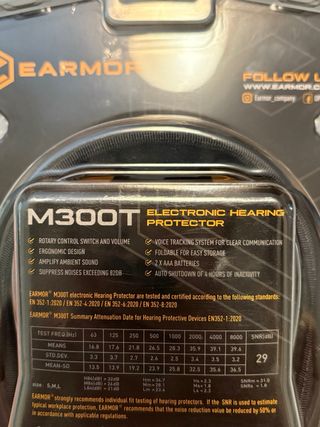 EARMOR
FOLLOW U
WWW.EARMOR.
Earmor_company
M300T ELECTRONIC HEARING PROTECTOR
ROTARY CONTROL SWITCH AND VOLUME
ERGONOMIC DESIGN
AMPLIFY AMBIENT SOUND
SUPPRESS NOISES EXCEEDING 82DB
VOICE TRACKING SYSTEM FOR CLEAR COMMUNICATION
FOLDABLE FOR EASY STORAGE
2 X AAA BATTERIES
AUTO SHUTDOWN OF 4 HOURS OF INACTIVITY
EARMOR® M300T electronic Hearing Protector are tested and certified according to the following standards:
EN 352-1:2020 / EN 352-4:2020 / EN 352-6:2020 / EN 352-8:2020
EARMOR® M300T Summary Attenuation Data for Hearing Protective Devices EN352-1:2020
TEST FREQ.(Hz) 63 125 250 500 1000 2000 4000 8000 SNR(dB)
MEANS 16.8 17.6 21.8 26.5 28.3 35.9 39.1 39.6
STD.DEV. 3.3 3.7 2.7 2.6 2.5 3.4 3.5 3.2 29
MEAN-SD 13.5 13.9 19.2 23.9 25.8 32.5 35.6 36.5
size: S,M,L
EARMOR® strongly recommends individual fit testing of hearing protectors. If the SNR is used to estimate
typical workplace protection, EARMOR® recommends that the noise reduction value be reduced by 50% or
in accordance with applicable regulations.